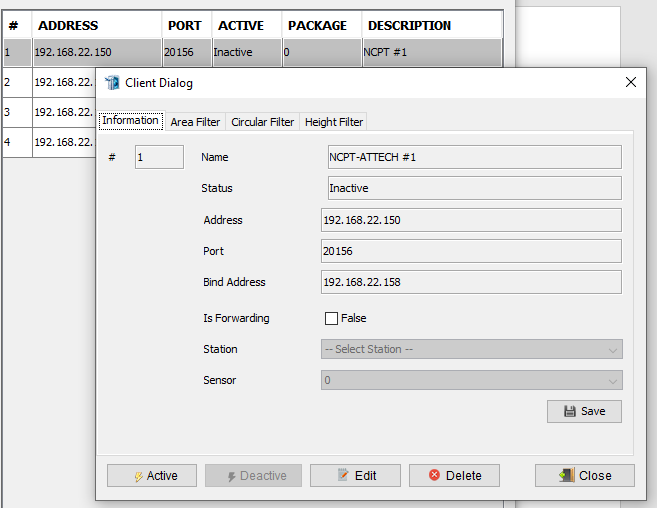 # ADDRESS PORT ACTIVE PACKAGE DESCRIPTION
1 192.168.22.150 20156 Inactive 0 NCPT #1
2 192.168.22.
3 192.168.22.
4 192.168.22.
Client Dialog
Information Area Filter Circular Filter Height Filter
# 1 Name NCPT-ATTECH #1
Status Inactive
Address 192.168.22.150
Port 20156
Bind Address 192.168.22.158
Is Forwarding False
Station -- Select Station --
Sensor 0
Save
Active Deactive Edit Delete Close